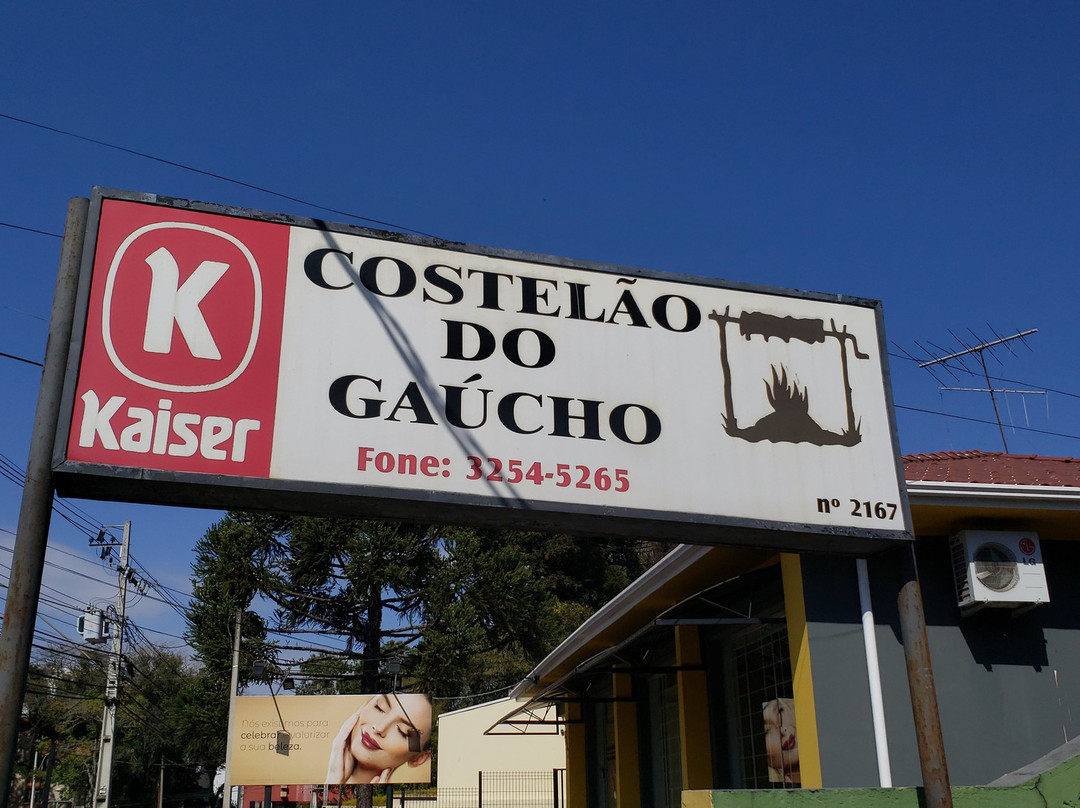 K
Kaiser
COSTELÃO
DO
GAÚCHO
Fone: 3254-5265
nº 2167
LG
Nós existimos para
celebrar e valorizar
a sua beleza.